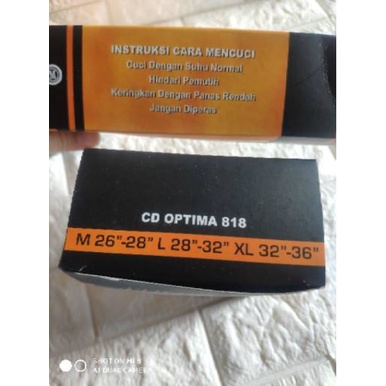 INSTRUKSI CARA MENCUCI
Cuci Dengan Suhu Normal
Hindari Pemutih
Keringkan Dengan Panas Rendah
Jangan Diperas
CD OPTIMA 818
M 26"-28" L 28"-32" XL 32"-36"
SHOT ON MI 8
AI DUAL CAMERA